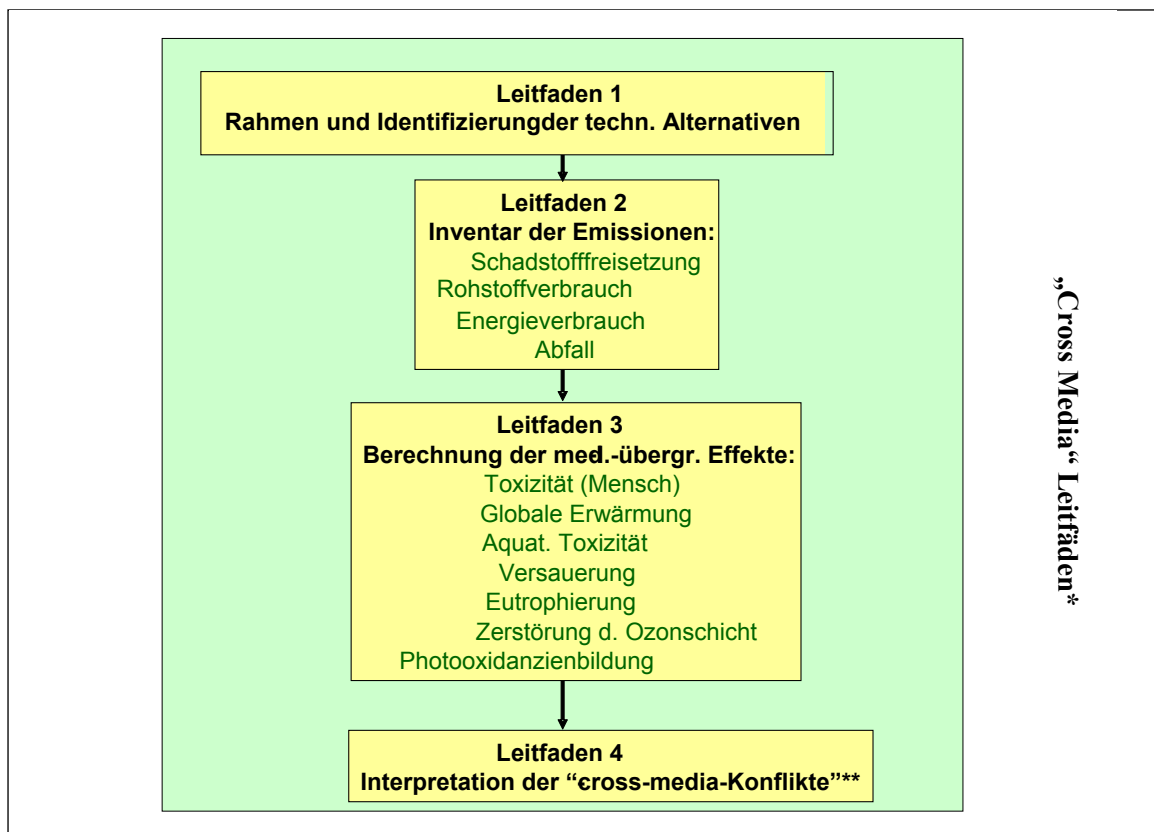 Leitfaden 1
Rahmen und Identifizierungder techn. Alternativen
Leitfaden 2
Inventar der Emissionen:
Schadstofffreisetzung
Rohstoffverbrauch
Energieverbrauch
Abfall
Leitfaden 3
Berechnung der med.-übergr. Effekte:
Toxizität (Mensch)
Globale Erwärmung
Aquat. Toxizität
Versauerung
Eutrophierung
Zerstörung d. Ozonschicht
Photooxidanzienbildung
Leitfaden 4
Interpretation der “cross-media-Konflikte”**
„Cross Media“ Leitfäden*